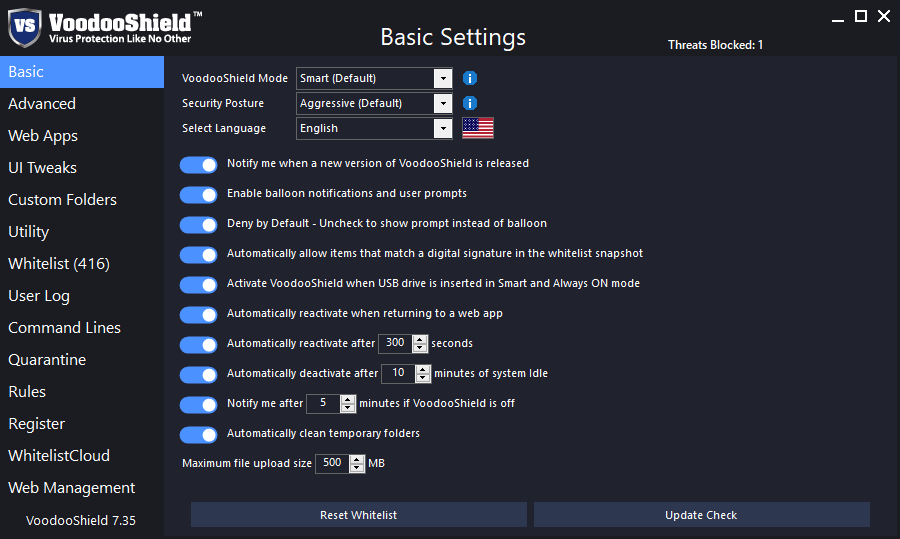 VS VoodooShield™
Virus Protection Like No Other
Basic Settings
Threats Blocked: 1
Basic
Advanced
Web Apps
UI Tweaks
Custom Folders
Utility
Whitelist (416)
User Log
Command Lines
Quarantine
Rules
Register
WhitelistCloud
Web Management
VoodooShield 7.35
VoodooShield Mode Smart (Default) i
Security Posture Aggressive (Default) i
Select Language English
Notify me when a new version of VoodooShield is released
Enable balloon notifications and user prompts
Deny by Default - Uncheck to show prompt instead of balloon
Automatically allow items that match a digital signature in the whitelist snapshot
Activate VoodooShield when USB drive is inserted in Smart and Always ON mode
Automatically reactivate when returning to a web app
Automatically reactivate after 300 seconds
Automatically deactivate after 10 minutes of system Idle
Notify me after 5 minutes if VoodooShield is off
Automatically clean temporary folders
Maximum file upload size 500 MB
Reset Whitelist
Update Check